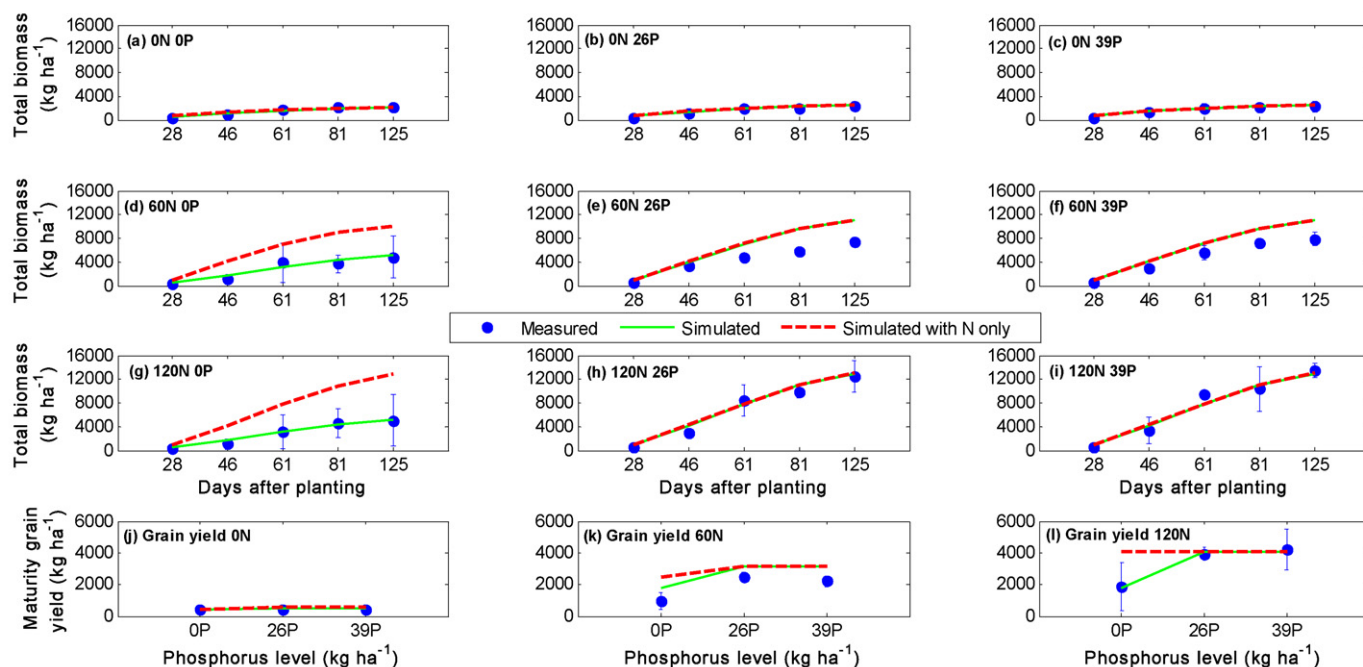 Total biomass
(kg ha⁻¹)
16000
12000
8000
4000
0
(a) 0N 0P
28 46 61 81 125
16000
12000
8000
4000
0
(b) 0N 26P
28 46 61 81 125
16000
12000
8000
4000
0
(c) 0N 39P
28 46 61 81 125
Total biomass
(kg ha⁻¹)
16000
12000
8000
4000
0
(d) 60N 0P
28 46 61 81 125
16000
12000
8000
4000
0
(e) 60N 26P
28 46 61 81 125
16000
12000
8000
4000
0
(f) 60N 39P
28 46 61 81 125
Measured Simulated Simulated with N only
Total biomass
(kg ha⁻¹)
16000
12000
8000
4000
0
(g) 120N 0P
28 46 61 81 125
Days after planting
16000
12000
8000
4000
0
(h) 120N 26P
28 46 61 81 125
Days after planting
16000
12000
8000
4000
0
(i) 120N 39P
28 46 61 81 125
Days after planting
Maturity grain
yield (kg ha⁻¹)
6000
4000
2000
0
(j) Grain yield 0N
0P 26P 39P
Phosphorus level (kg ha⁻¹)
6000
4000
2000
0
(k) Grain yield 60N
0P 26P 39P
Phosphorus level (kg ha⁻¹)
6000
4000
2000
0
(l) Grain yield 120N
0P 26P 39P
Phosphorus level (kg ha⁻¹)